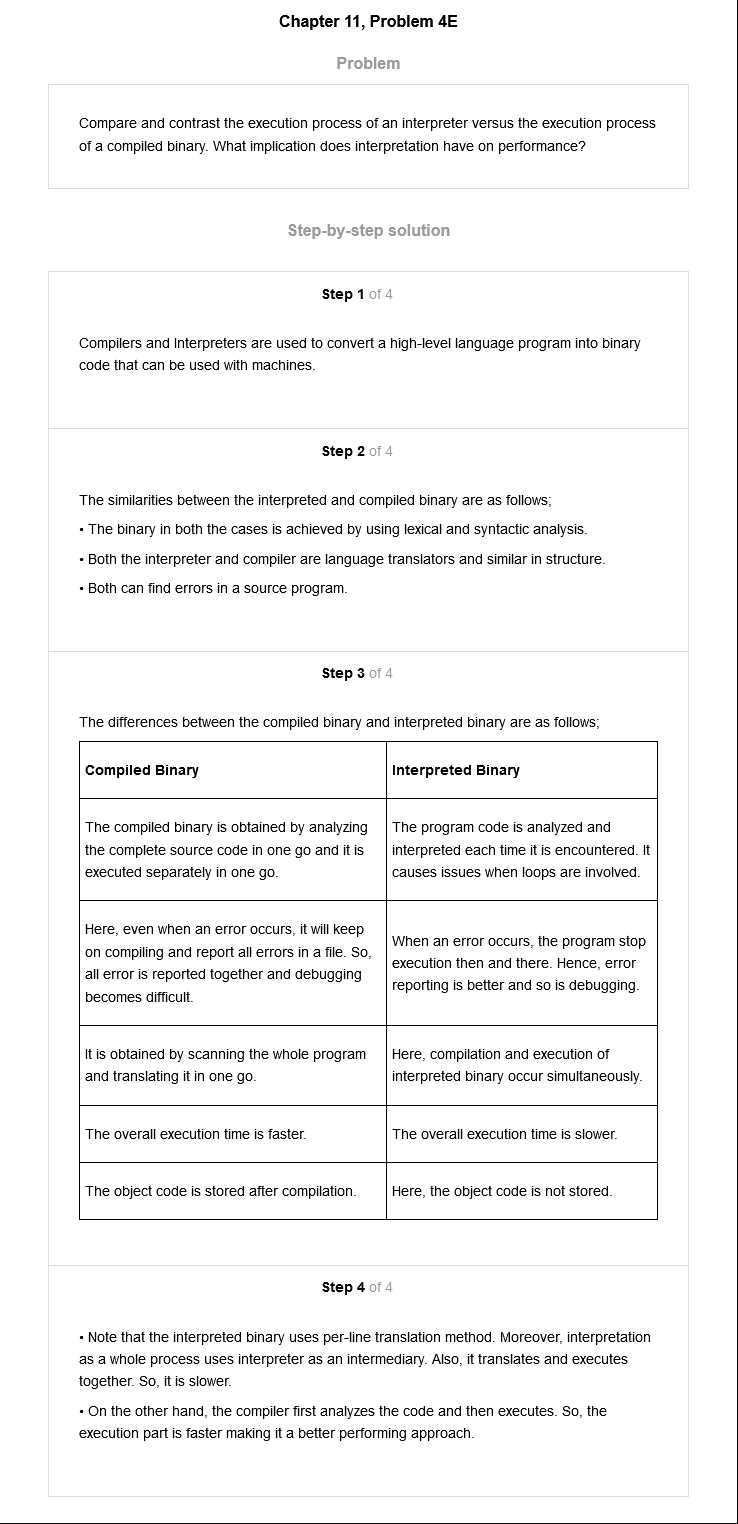 Chapter 11, Problem 4E
Problem
Compare and contrast the execution process of an interpreter versus the execution process
of a compiled binary. What implication does interpretation have on performance?
Step-by-step solution
Step 1 of 4
Compilers and Interpreters are used to convert a high-level language program into binary
code that can be used with machines.
Step 2 of 4
The similarities between the interpreted and compiled binary are as follows;
• The binary in both the cases is achieved by using lexical and syntactic analysis.
• Both the interpreter and compiler are language translators and similar in structure.
• Both can find errors in a source program.
Step 3 of 4
The differences between the compiled binary and interpreted binary are as follows;
Compiled Binary
Interpreted Binary
The compiled binary is obtained by analyzing
the complete source code in one go and it is
executed separately in one go.
The program code is analyzed and
interpreted each time it is encountered. It
causes issues when loops are involved.
Here, even when an error occurs, it will keep
on compiling and report all errors in a file. So,
all error is reported together and debugging
becomes difficult.
When an error occurs, the program stop
execution then and there. Hence, error
reporting is better and so is debugging.
It is obtained by scanning the whole program
and translating it in one go.
Here, compilation and execution of
interpreted binary occur simultaneously.
The overall execution time is faster.
The overall execution time is slower.
The object code is stored after compilation.
Here, the object code is not stored.
Step 4 of 4
• Note that the interpreted binary uses per-line translation method. Moreover, interpretation
as a whole process uses interpreter as an intermediary. Also, it translates and executes
together. So, it is slower.
• On the other hand, the compiler first analyzes the code and then executes. So, the
execution part is faster making it a better performing approach.